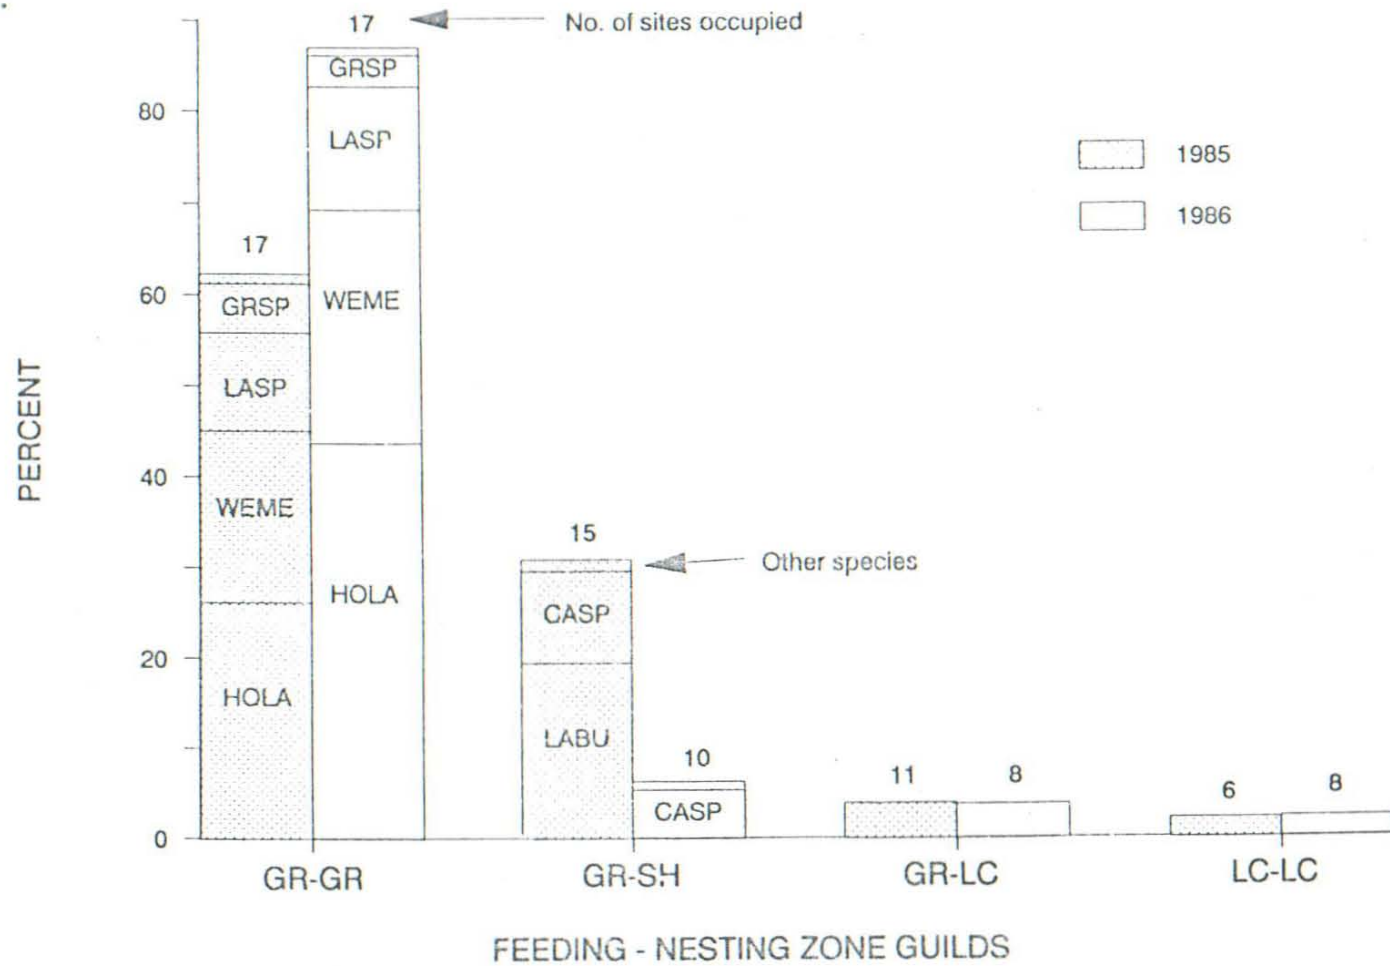 17
No. of sites occupied
GRSP
80
LASP
1985
1986
17
60
GRSP
WEME
LASP
PERCENT
40
WEME
15
Other species
HOLA
CASP
20
HOLA
LABU
10
11
8
6
8
CASP
0
GR-GR
GR-SH
GR-LC
LC-LC
FEEDING - NESTING ZONE GUILDS